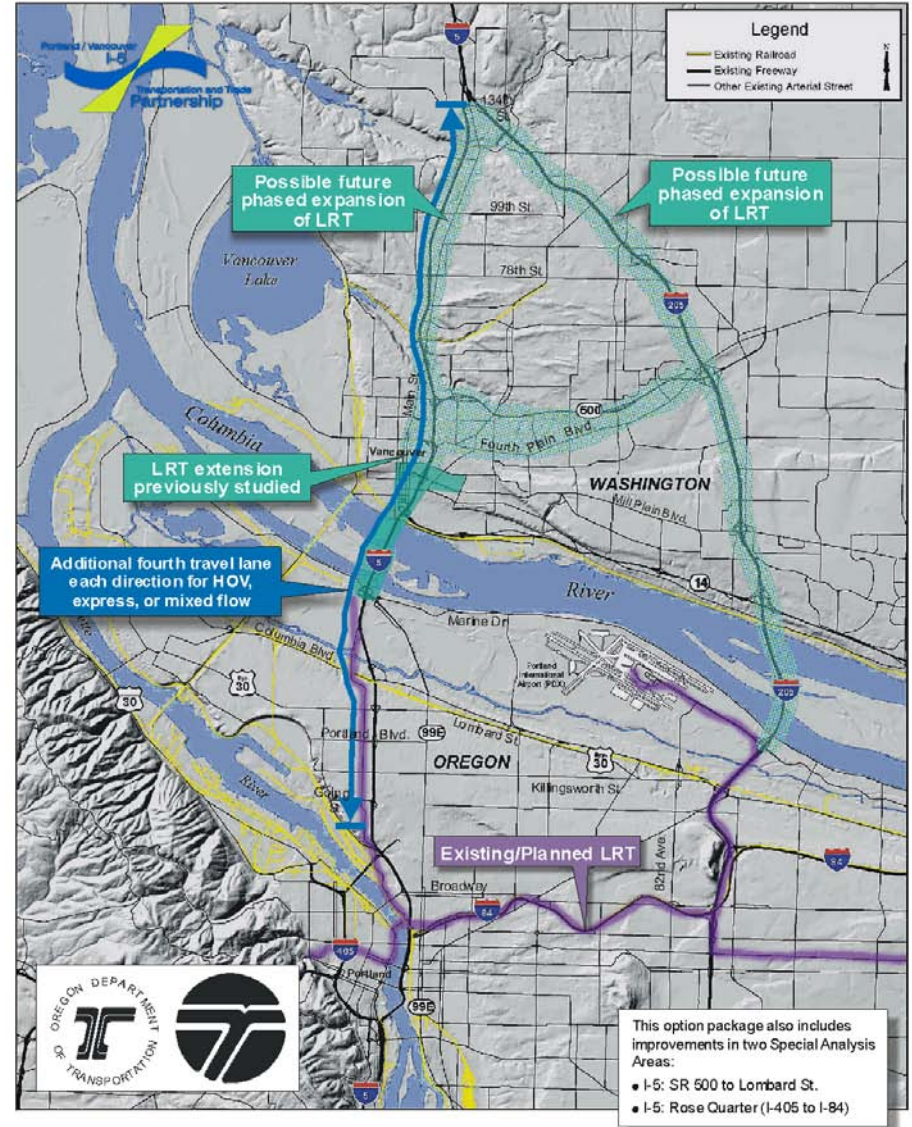 Portland / Vancouver
I-5
Transportation and Trade
Partnership
Legend
Existing Railroad
Existing Freeway
Other Existing Arterial Street
N
5
134th
St.
Possible future
phased expansion
of LRT
Possible future
phased expansion
of LRT
99th St.
78th St.
Vancouver
Lake
205
Main St
500
Fourth Plain Blvd.
Columbia
Vancouver
LRT extension
previously studied
WASHINGTON
Mill Plain Blvd.
Additional fourth travel lane
each direction for HOV,
express, or mixed flow
5
14
River
Marine Dr
Columbia Blvd.
Portland
International
Airport (PDX)
30
30
205
Portland Blvd.
99E
Lombard St.
30
OREGON
Killingsworth St.
River
Going
82nd Ave.
Existing/Planned LRT
84
Broadway
84
405
Portland
99E
5
OREGON DEPARTMENT
OF TRANSPORTATION
This option package also includes
improvements in two Special Analysis
Areas:
• I-5: SR 500 to Lombard St.
• I-5: Rose Quarter (I-405 to I-84)